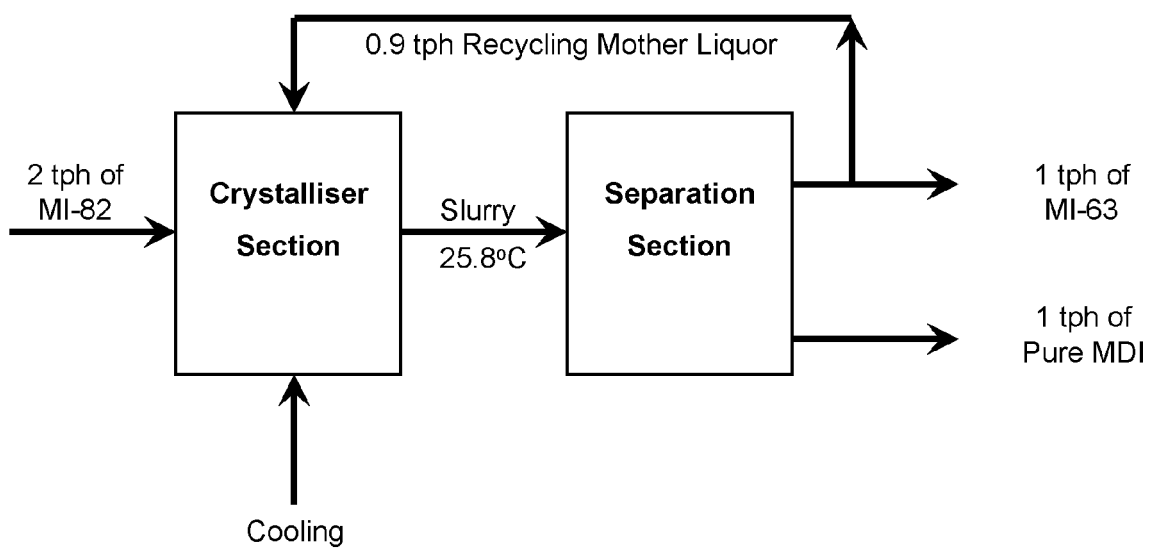 0.9 tph Recycling Mother Liquor
2 tph of
MI-82
Crystalliser
Section
Slurry
25.8ºC
Separation
Section
1 tph of
MI-63
1 tph of
Pure MDI
Cooling